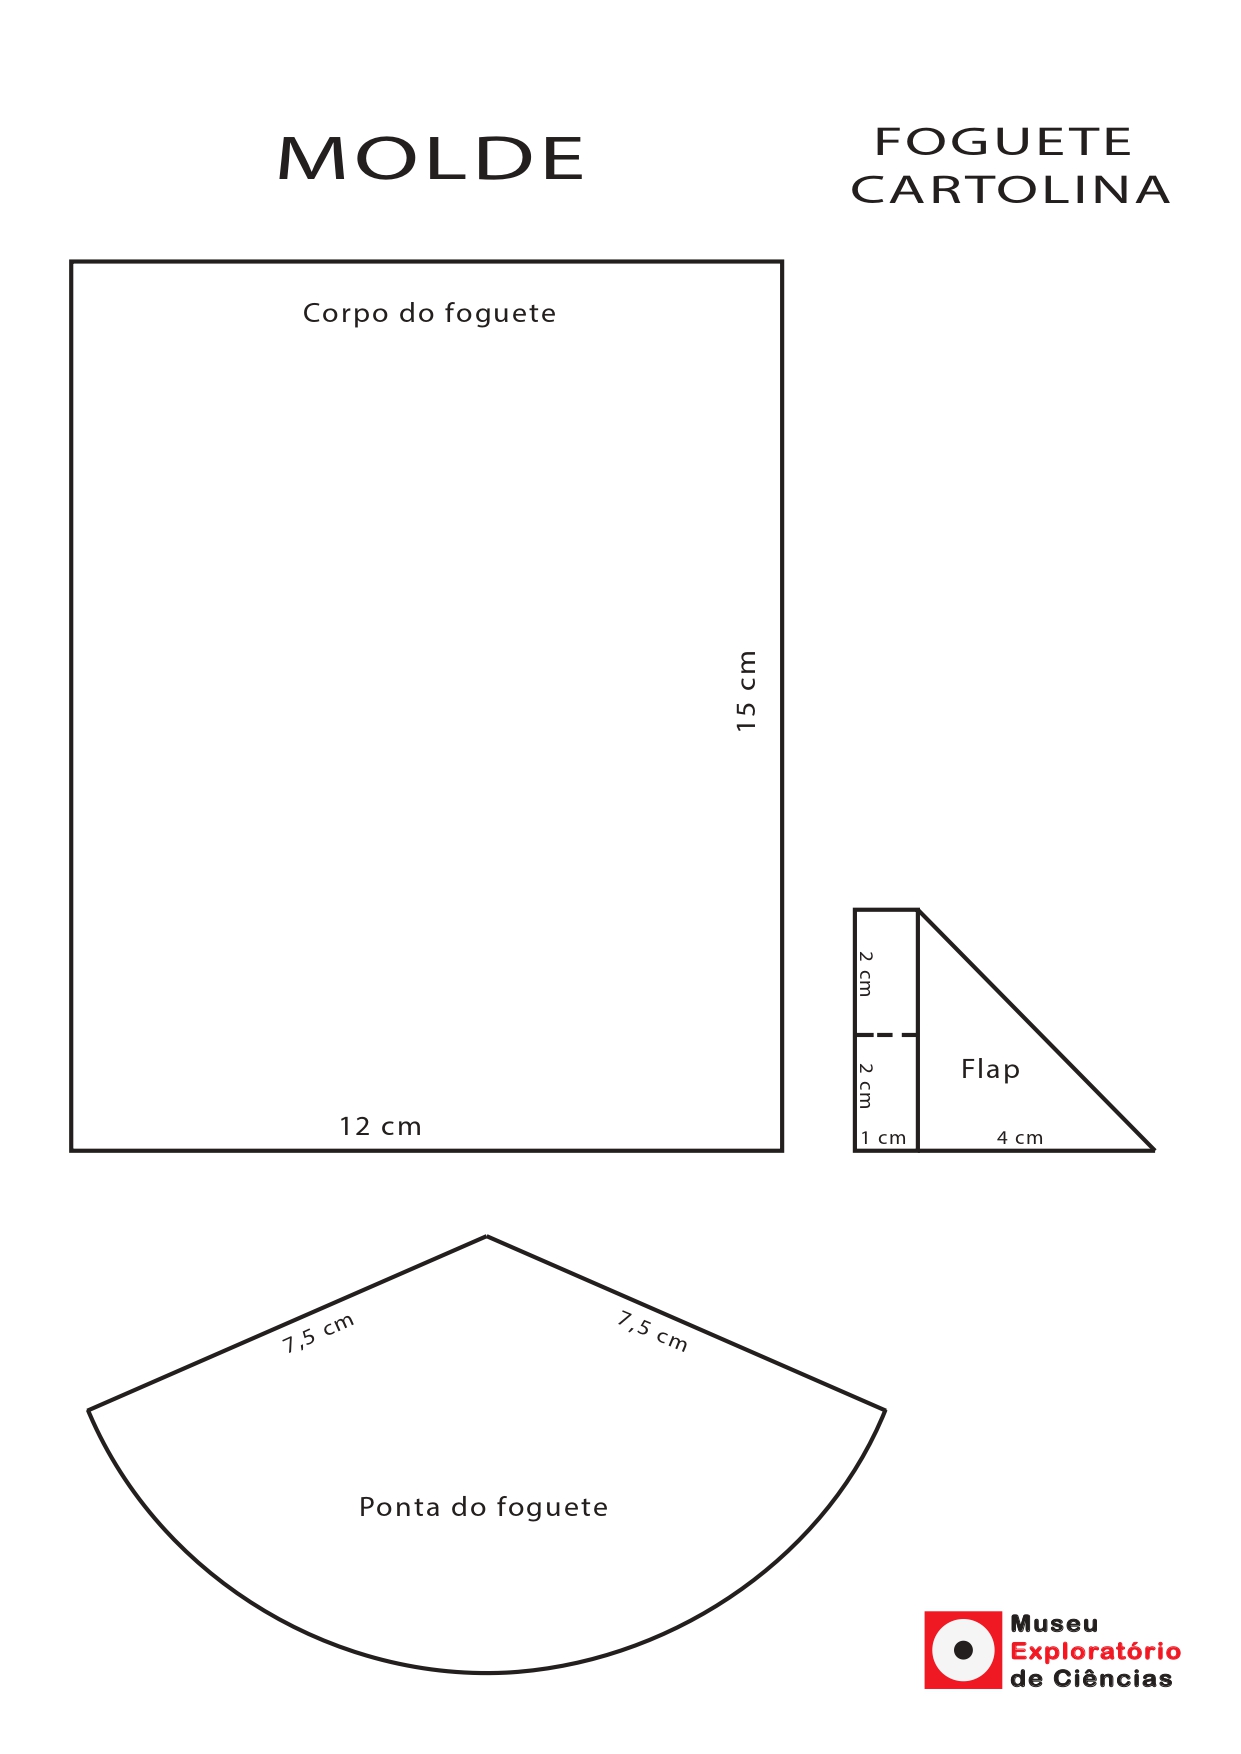 MOLDE
FOGUETE
CARTOLINA
Corpo do foguete
15 cm
12 cm
2 cm
2 cm
Flap
1 cm
4 cm
7,5 cm
7,5 cm
Ponta do foguete
Museu
Exploratório
de Ciências